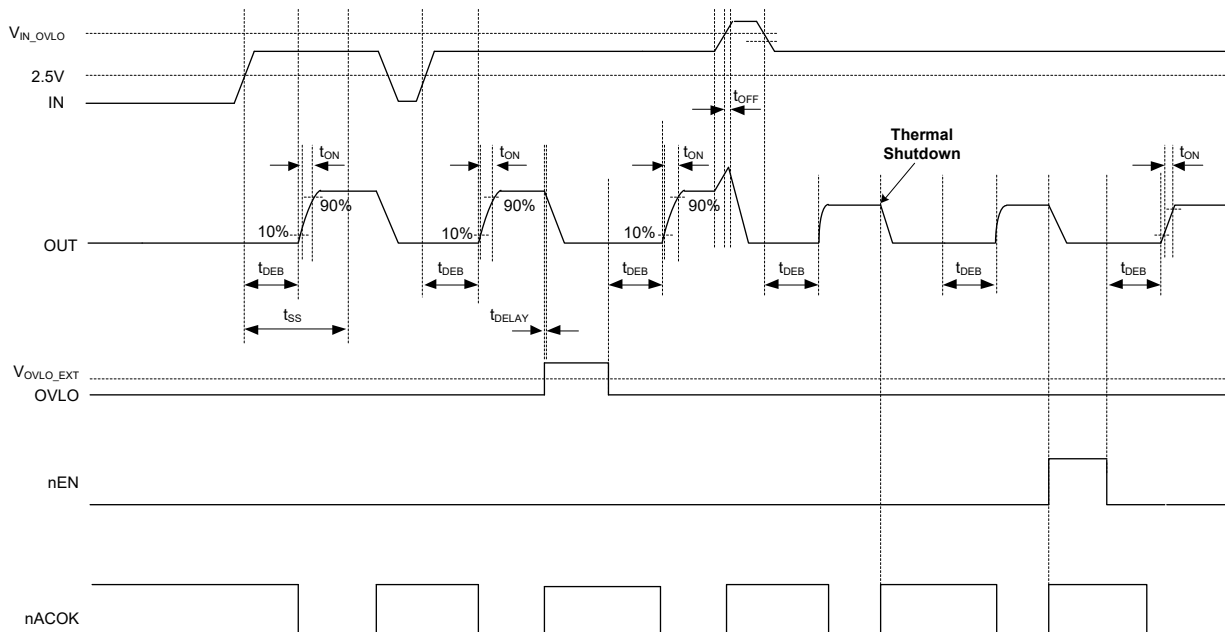 VIN_OVLO
2.5V
IN
tOFF
Thermal
Shutdown
tON
tON
tON
tON
90%
90%
90%
10%
10%
10%
OUT
tDEB
tDEB
tDEB
tDEB
tDEB
tDEB
tSS
tDELAY
VOVLO_EXT
OVLO
nEN
nACOK